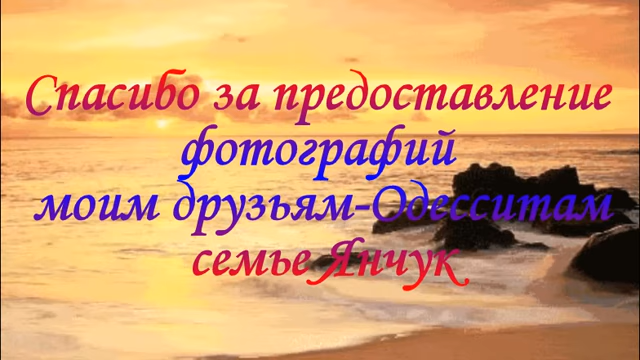 Спасибо за предоставление
фотографий
моим друзьям-Одесситам
семье Янчук